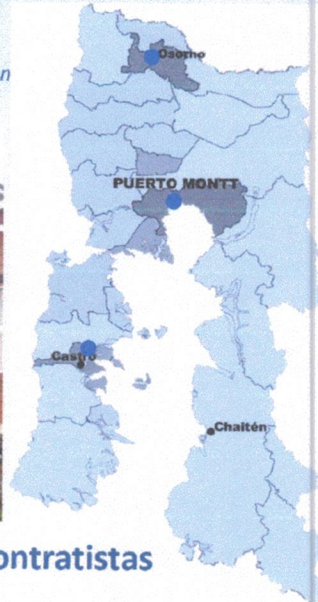 Osorno
n
PUERTO MONTT
Castro
Chaitén
ontratistas